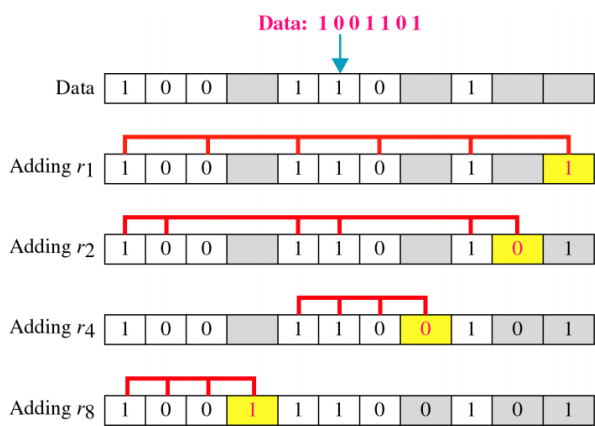 Data: 1 0 0 1 1 0 1
Data 1 0 0 1 1 0 1
Adding r1 1 0 0 1 1 0 1 1
Adding r2 1 0 0 1 1 0 1 0 1
Adding r4 1 0 0 1 1 0 0 1 0 1
Adding r8 1 0 0 1 1 1 0 0 1 0 1